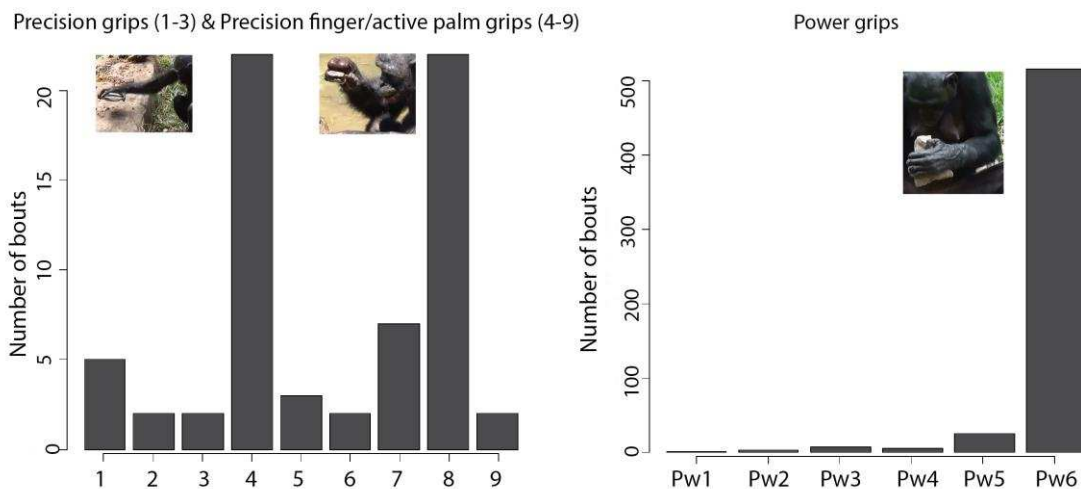 Precision grips (1-3) & Precision finger/active palm grips (4-9)
Number of bouts
20
15
10
5
0
1 2 3 4 5 6 7 8 9
Power grips
Number of bouts
500
400
300
200
100
0
Pw1 Pw2 Pw3 Pw4 Pw5 Pw6